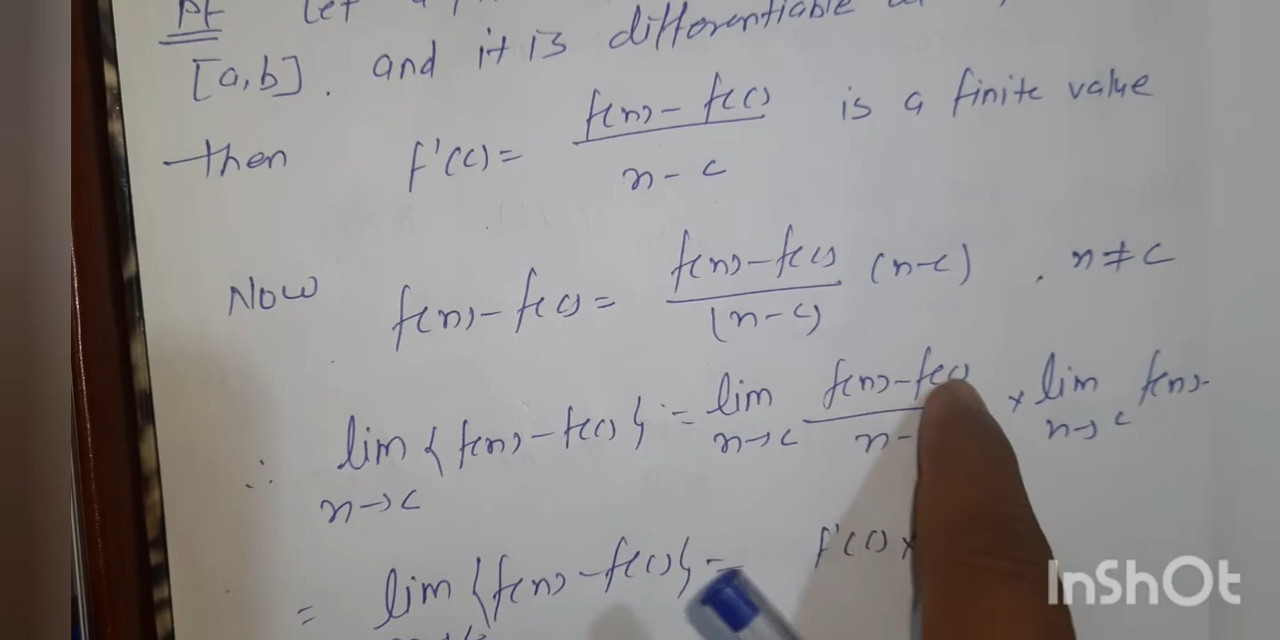 Pf Let
[a,b]. and it is differentiable
then f'(c) = f(x) - f(c) / x - c is a finite value
Now f(x) - f(c) = f(x) - f(c) / (x - c) (x - c) . x ≠ c
∴ lim x→c { f(x) - f(c) } = lim x→c f(x) - f(c) / x - × lim x→c f(x) -
= lim { f(x) - f(c) } = f'(c) ×
InShOt